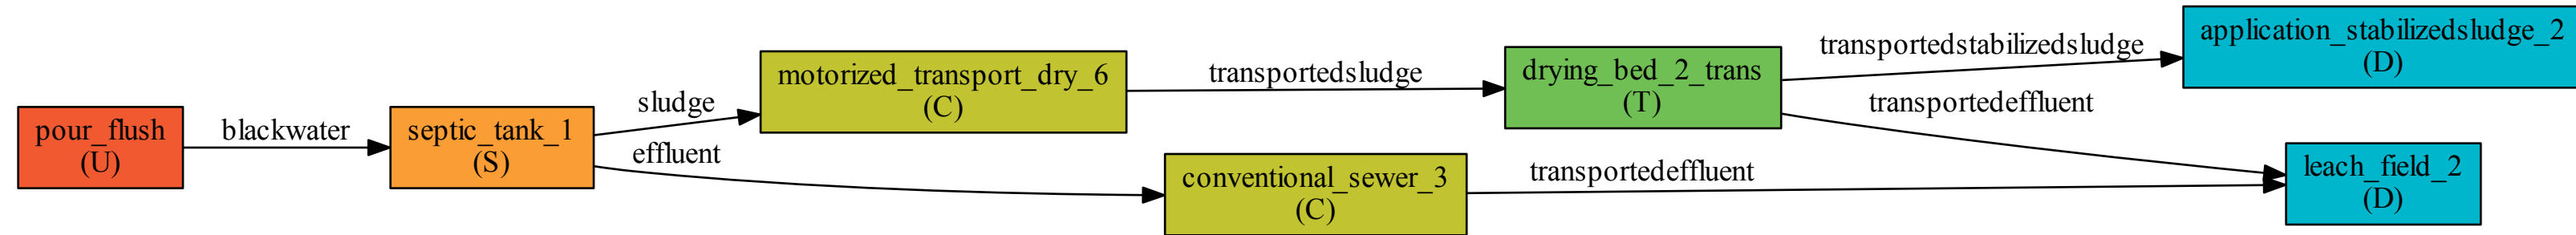 pour_flush
(U)
blackwater
septic_tank_1
(S)
sludge
effluent
motorized_transport_dry_6
(C)
transportedsludge
conventional_sewer_3
(C)
drying_bed_2_trans
(T)
transportedeffluent
transportedstabilizedsludge
transportedeffluent
application_stabilizedsludge_2
(D)
leach_field_2
(D)